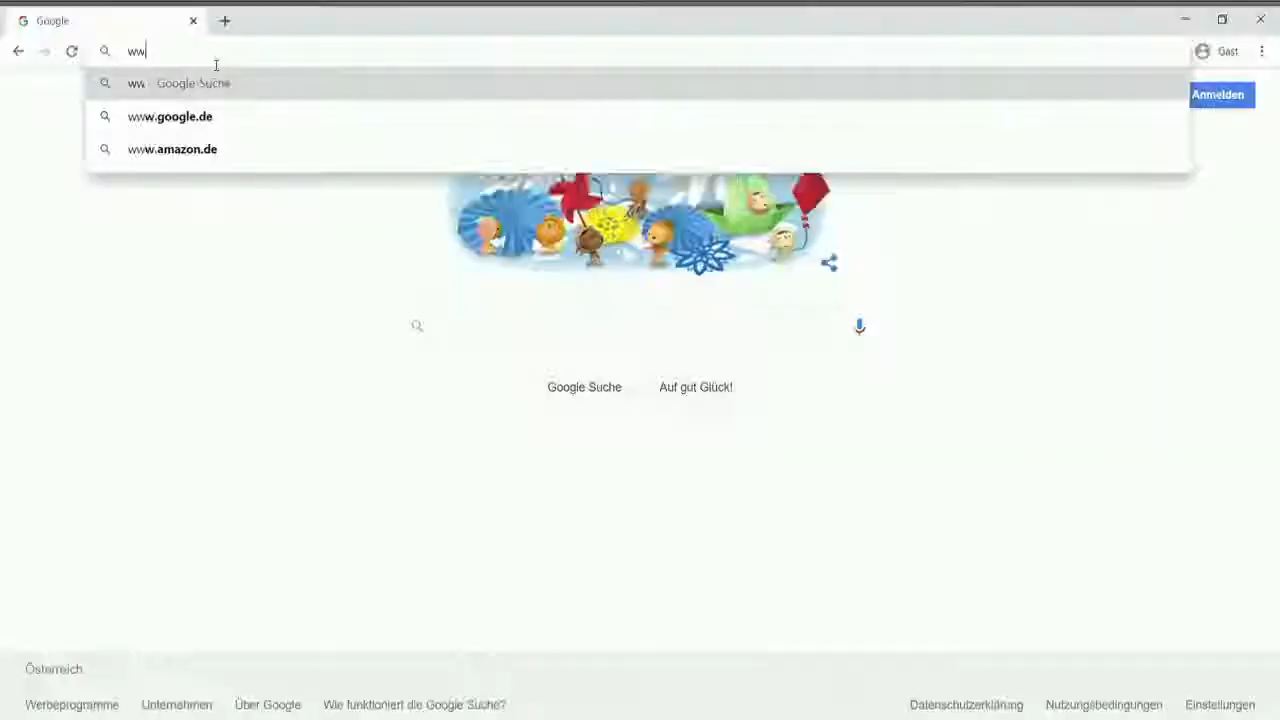 Google
ww
Gast
ww - Google Suche
www.google.de
www.amazon.de
Anmelden
Google Suche Auf gut Glück!
Österreich
Werbeprogramme Unternehmen Über Google Wie funktioniert die Google Suche? Datenschutzerklärung Nutzungsbedingungen Einstellungen